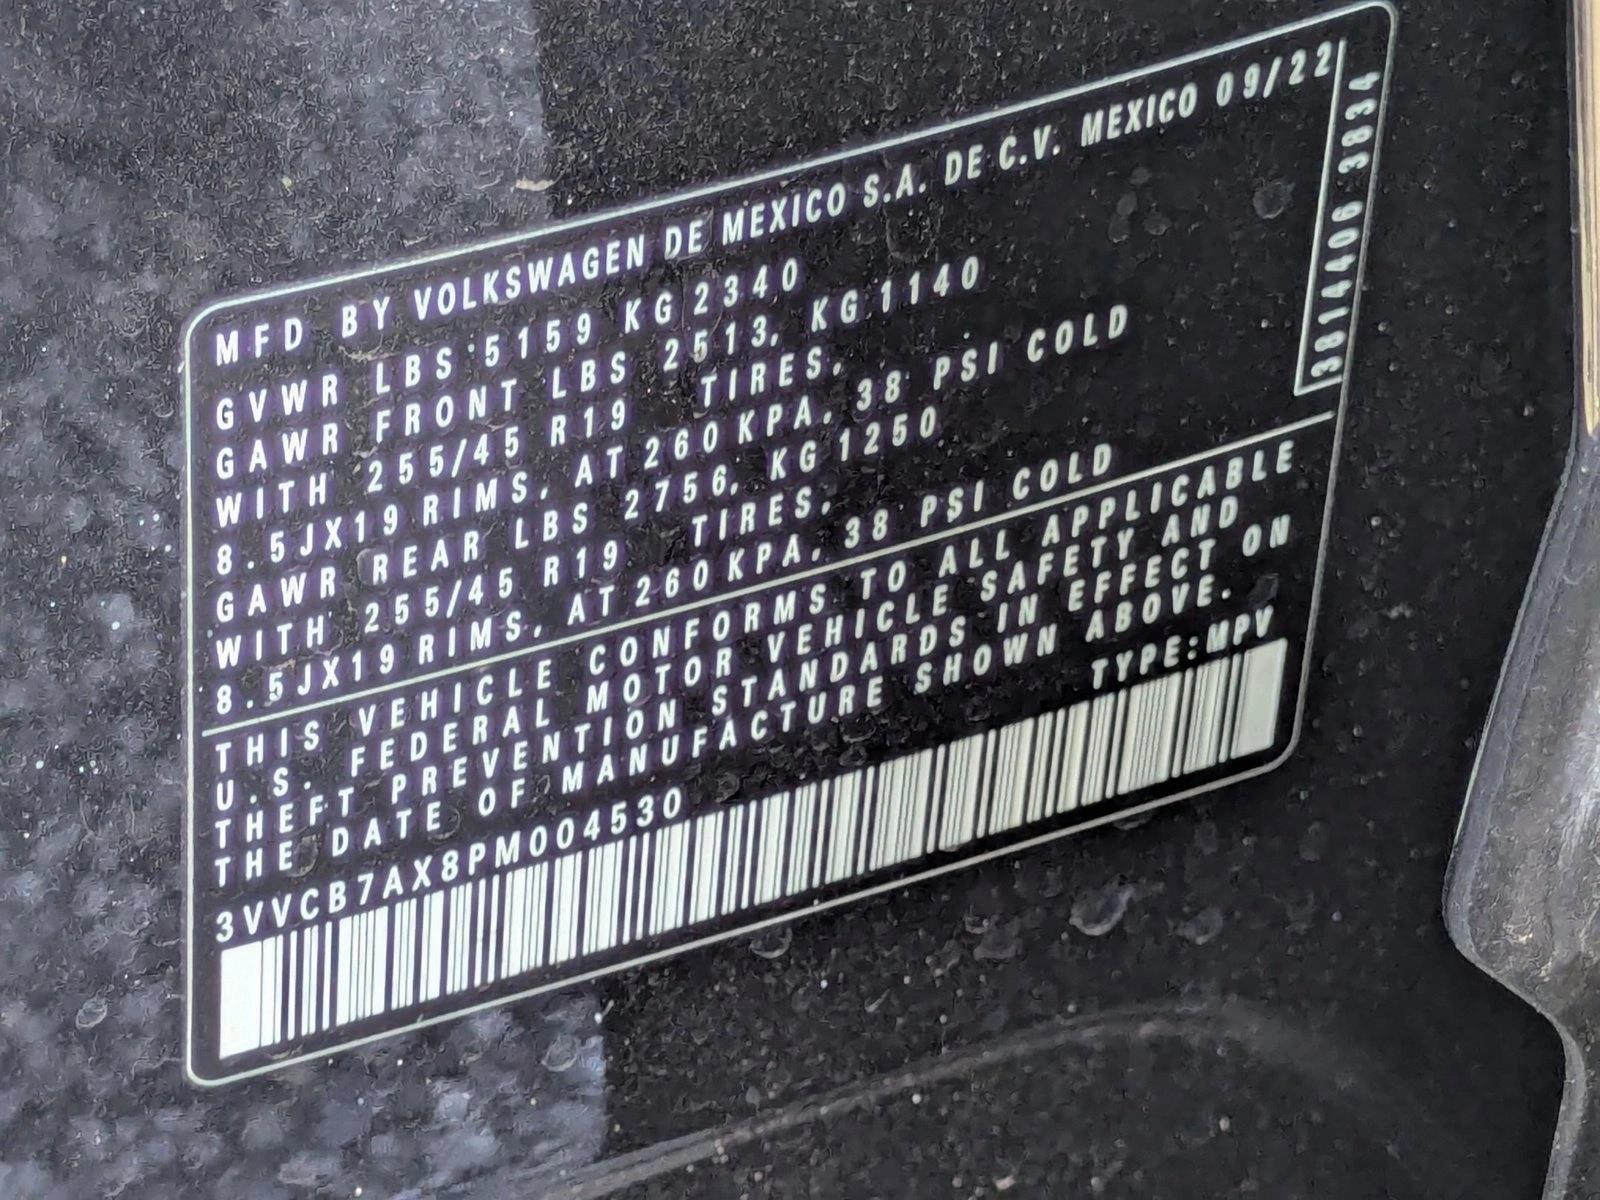 MFD BY VOLKSWAGEN DE MEXICO S.A. DE C.V. MEXICO 09/22
GVWR LBS 5159 KG 2340
GAWR FRONT LBS 2513, KG 1140
WITH 255/45 R19 TIRES,
8.5JX19 RIMS, AT 260 KPA, 38 PSI COLD
GAWR REAR LBS 2756, KG 1250
WITH 255/45 R19 TIRES,
8.5JX19 RIMS, AT 260 KPA, 38 PSI COLD
THIS VEHICLE CONFORMS TO ALL APPLICABLE
U.S. FEDERAL MOTOR VEHICLE SAFETY AND
THEFT PREVENTION STANDARDS IN EFFECT ON
THE DATE OF MANUFACTURE SHOWN ABOVE.
3VVCB7AX8PM004530 TYPE:MPV
3814406 3834